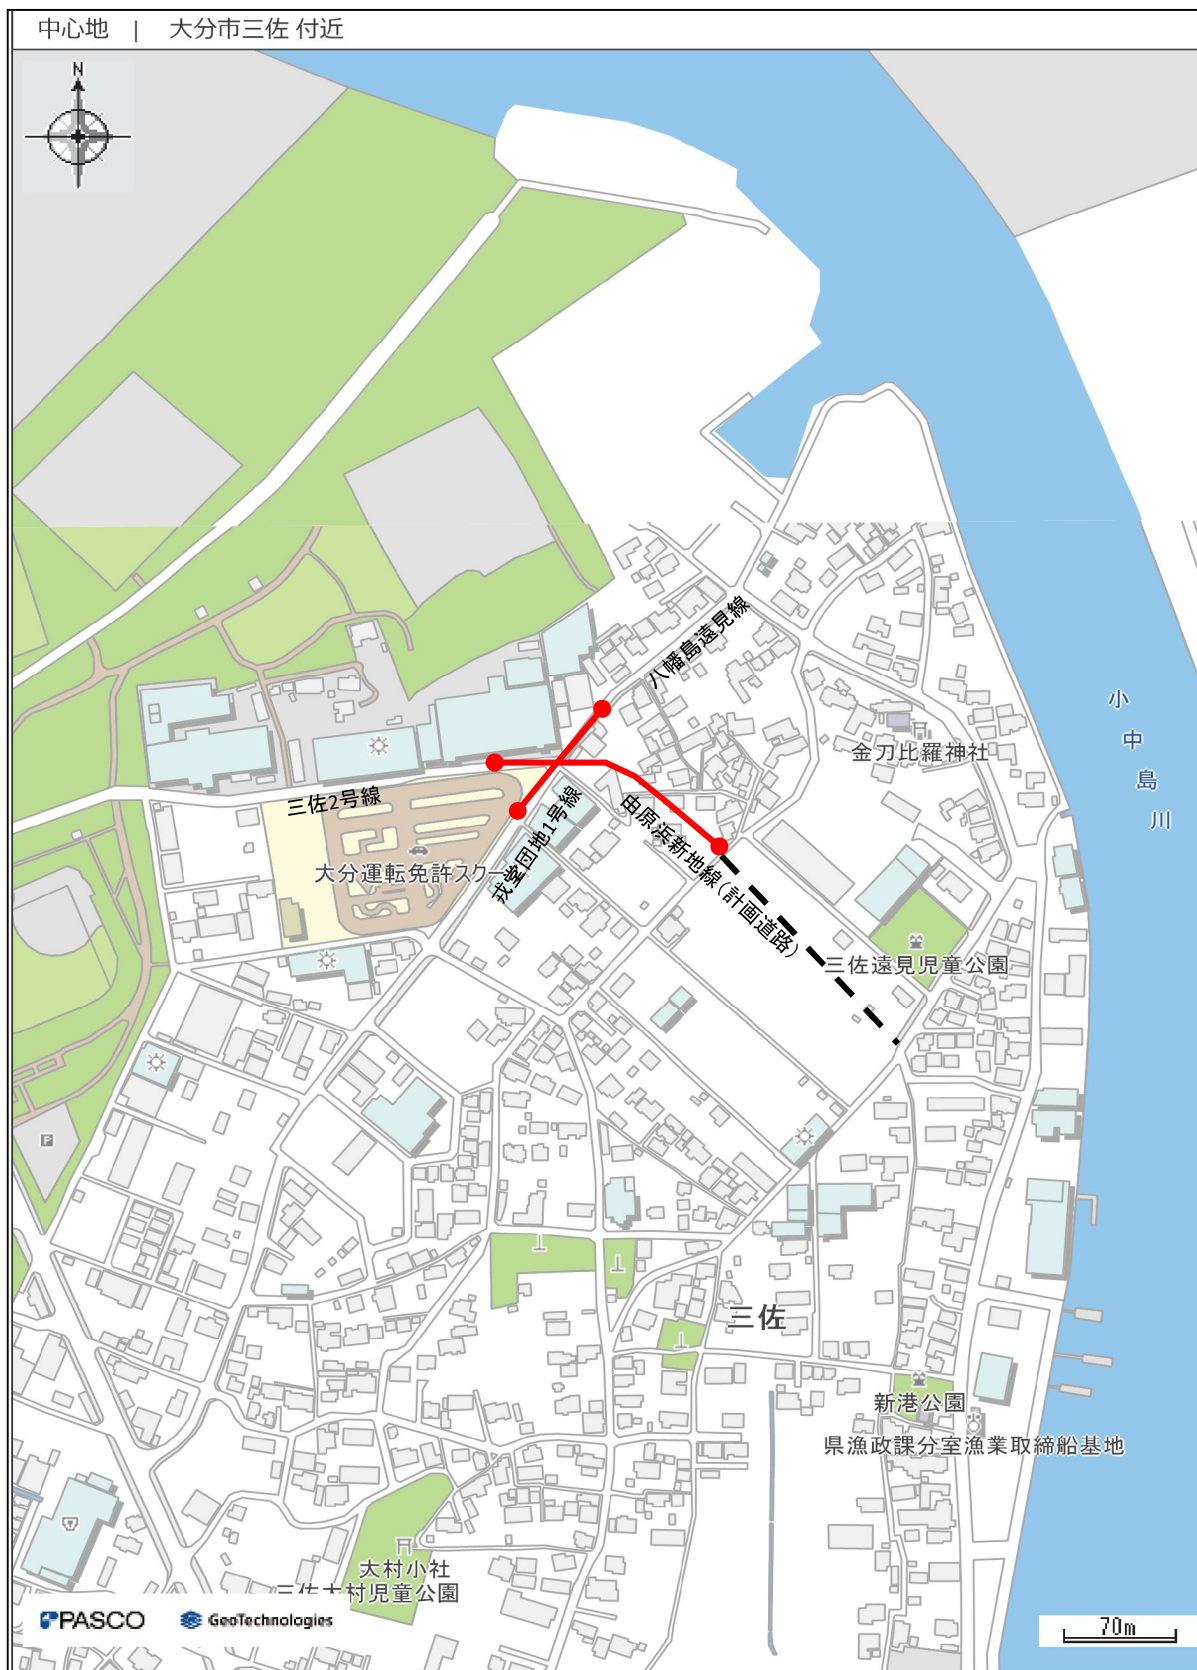 中心地 | 大分市三佐 付近
N
八幡島遠見線
小中島川
金刀比羅神社
三佐2号線
戎堂団地1号線
由原浜新地線(計画道路)
大分運転免許スクー
三佐遠見児童公園
P
三佐
新港公園
県漁政課分室漁業取締船基地
太村小社
三佐太村児童公園
PASCO
GeoTechnologies
70m